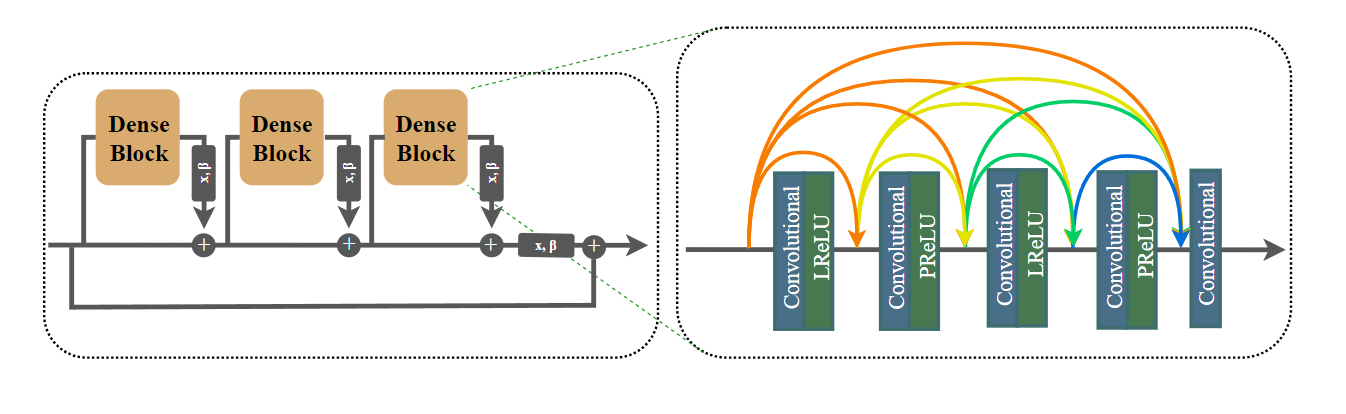 Dense
Block
Dense
Block
Dense
Block
x, β
x, β
x, β
x, β
+
+
+
+
Convolutional
LReLU
Convolutional
PReLU
Convolutional
LReLU
Convolutional
PReLU
Convolutional